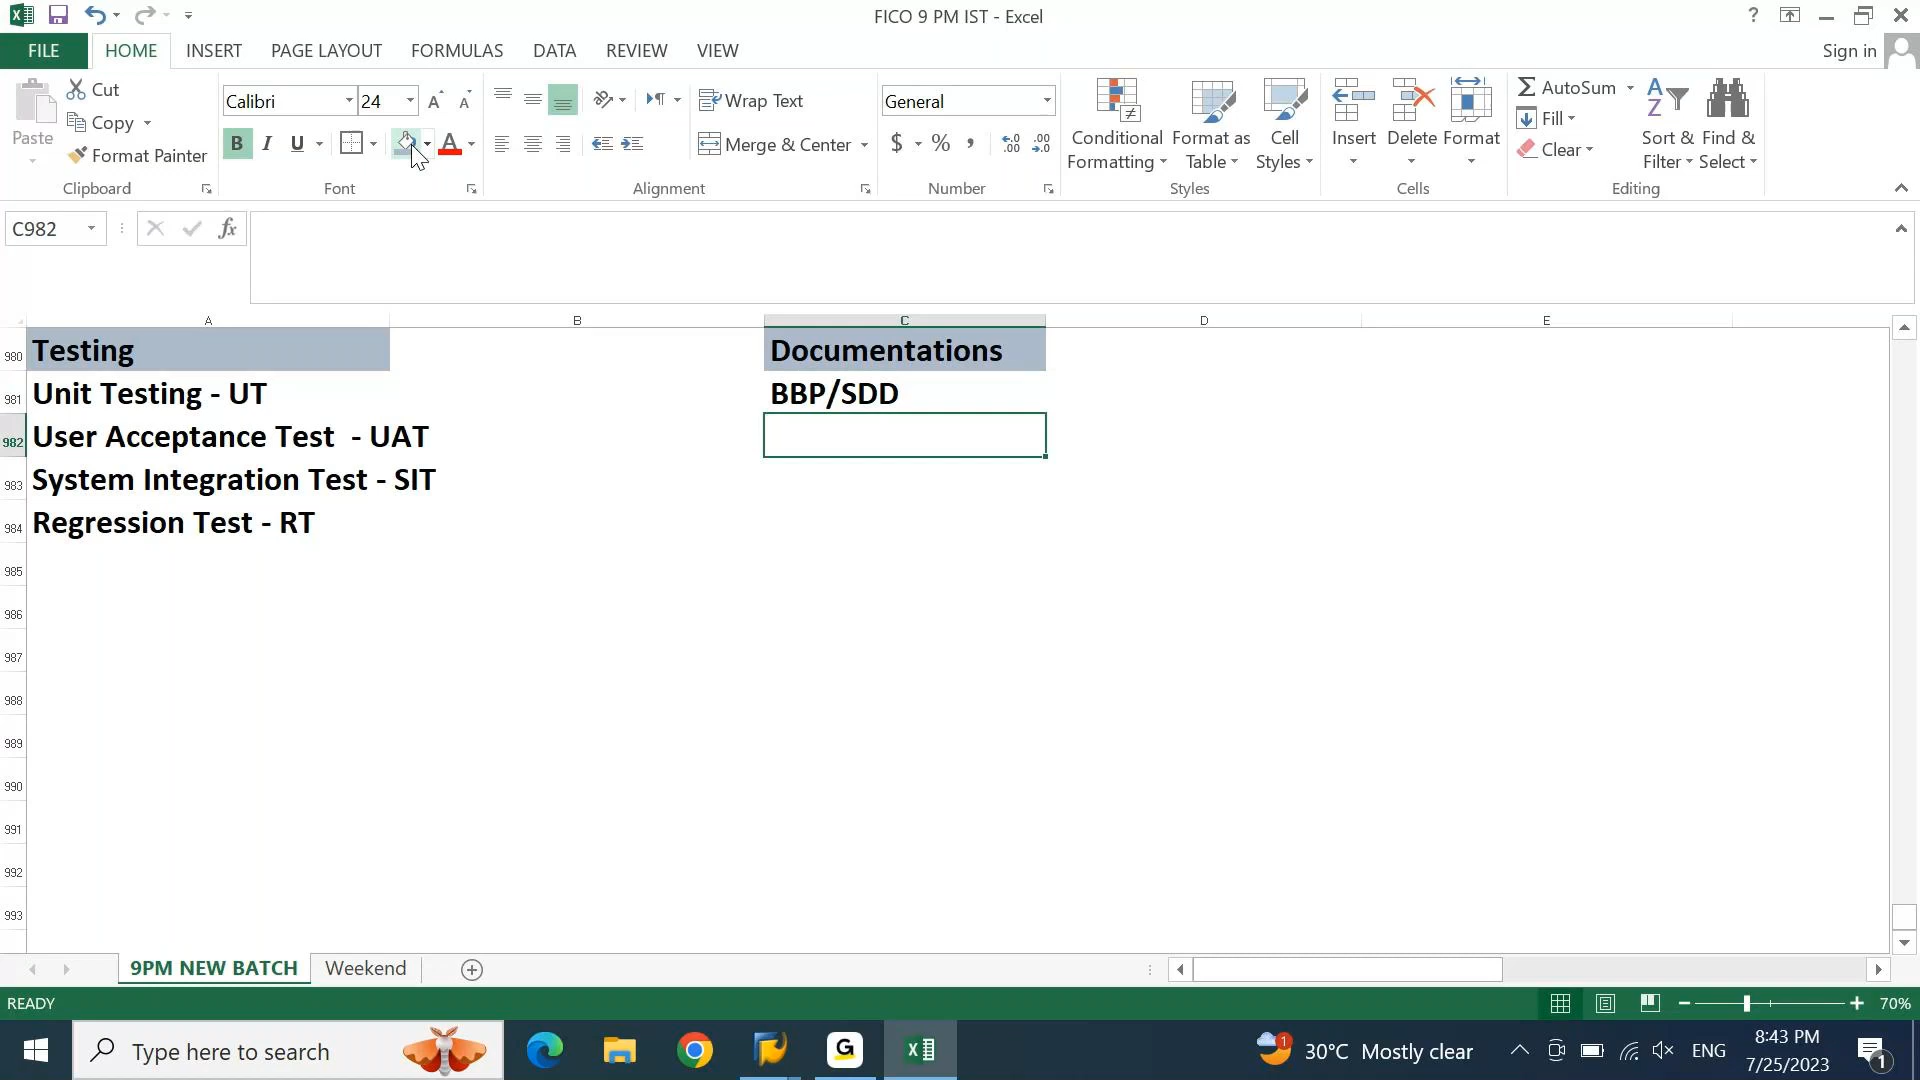 FICO 9 PM IST - Excel
?
FILE HOME INSERT PAGE LAYOUT FORMULAS DATA REVIEW VIEW
Sign in
Paste
Cut
Copy
Format Painter
Clipboard
Calibri 24
B I U
Font
Wrap Text
Merge & Center
Alignment
General
$ % ,
Number
Conditional Formatting
Format as Table
Cell Styles
Styles
Insert Delete Format
Cells
AutoSum
Fill
Clear
Sort & Filter
Find & Select
Editing
C982
fx
A B C D E
980 Testing Documentations
981 Unit Testing - UT BBP/SDD
982 User Acceptance Test - UAT
983 System Integration Test - SIT
984 Regression Test - RT
985
986
987
988
989
990
991
992
993
9PM NEW BATCH Weekend
READY
70%
Type here to search
1
30°C Mostly clear
ENG
8:43 PM
7/25/2023
1